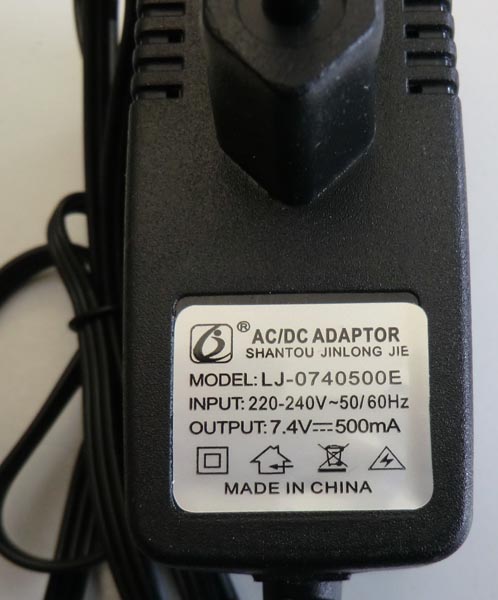 ® AC/DC ADAPTOR
SHANTOU JINLONG JIE
MODEL: LJ-0740500E
INPUT: 220-240V~50/60Hz
OUTPUT: 7.4V⎓500mA
MADE IN CHINA